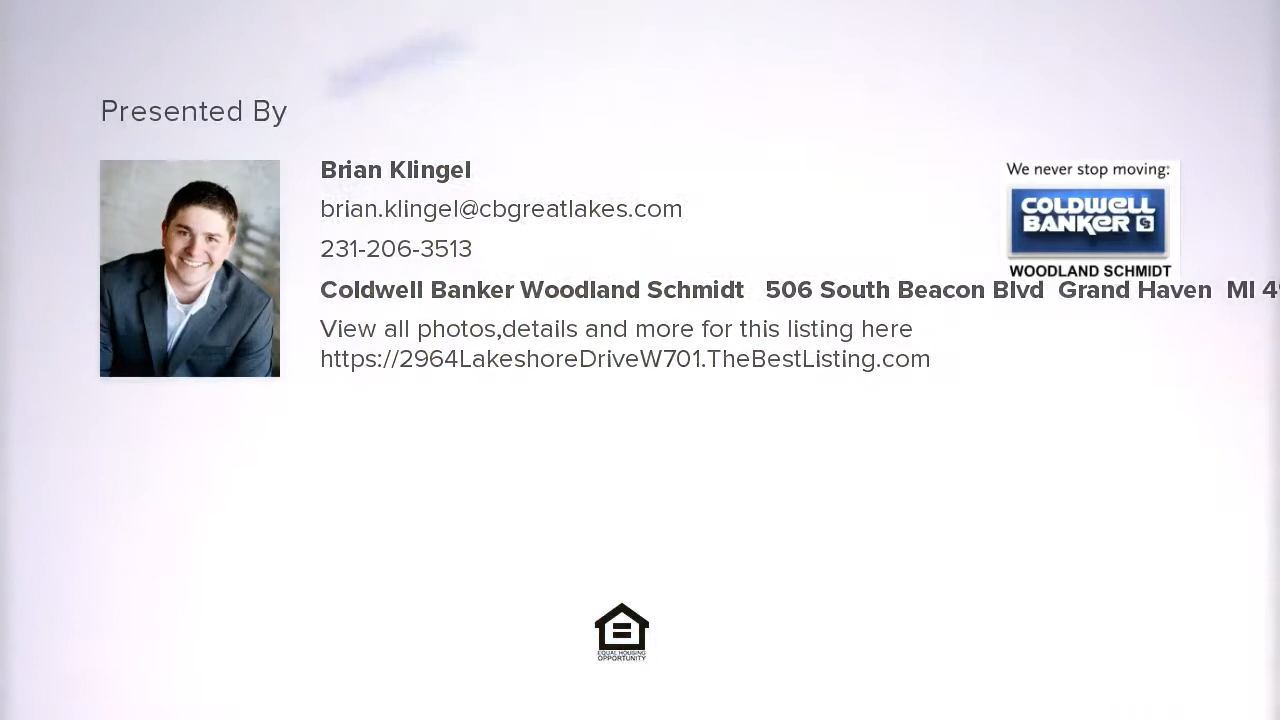 Presented By
Brian Klingel
brian.klingel@cbgreatlakes.com
231-206-3513
We never stop moving:
COLDWELL
BANKER CB
WOODLAND SCHMIDT
Coldwell Banker Woodland Schmidt 506 South Beacon Blvd Grand Haven MI
View all photos,details and more for this listing here
https://2964LakeshoreDriveW701.TheBestListing.com
EQUAL HOUSING
OPPORTUNITY